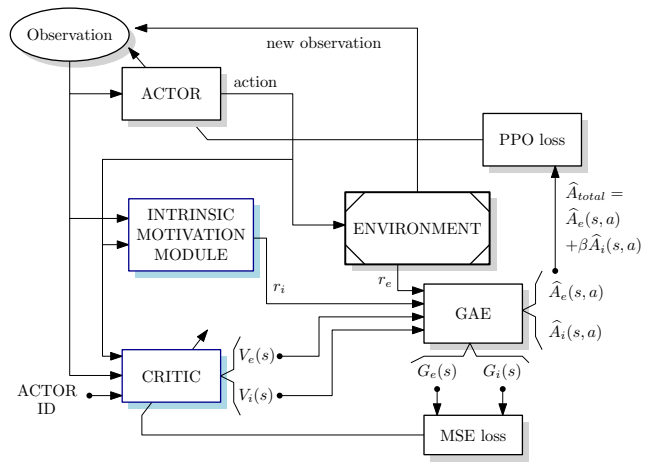 Observation
new observation
ACTOR
action
PPO loss
Â_total =
Â_e(s, a)
+βÂ_i(s, a)
INTRINSIC
MOTIVATION
MODULE
ENVIRONMENT
r_i
r_e
GAE
Â_e(s, a)
Â_i(s, a)
CRITIC
V_e(s)
V_i(s)
G_e(s)
G_i(s)
ACTOR
ID
MSE loss